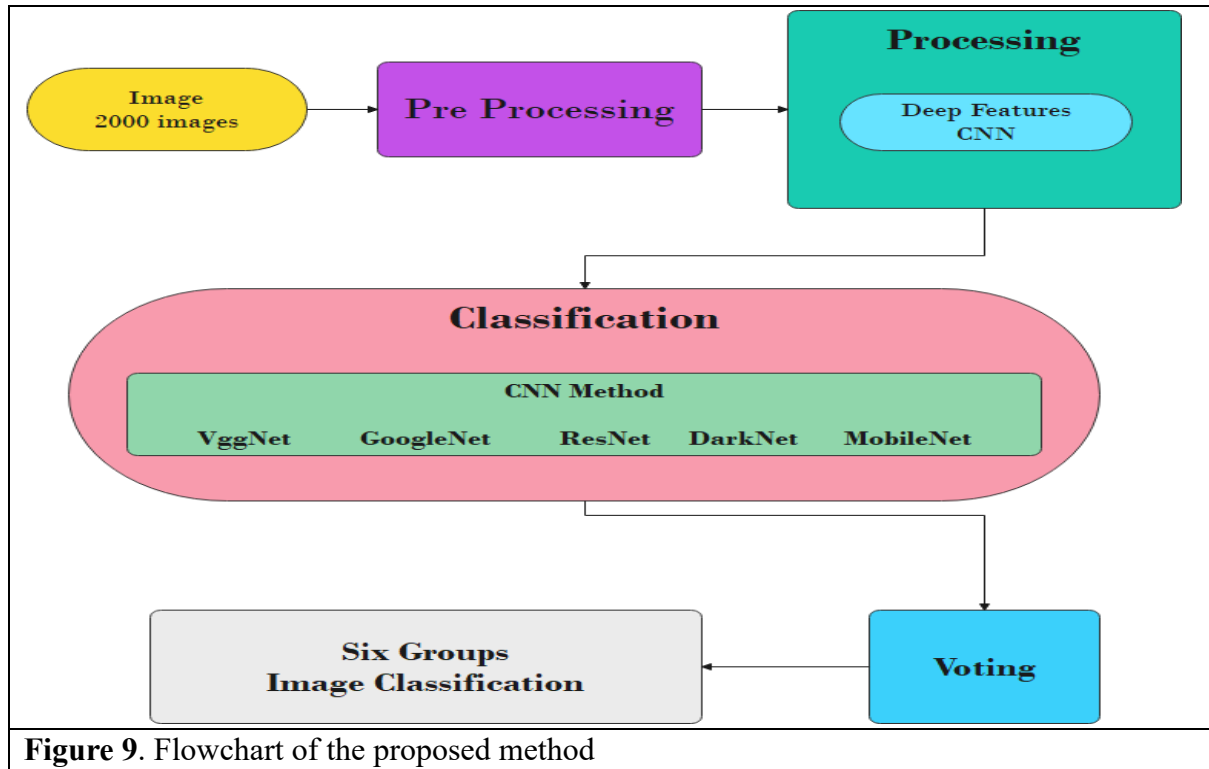 Image
2000 images
Pre Processing
Processing
Deep Features
CNN
Classification
CNN Method
VggNet GoogleNet ResNet DarkNet MobileNet
Six Groups
Image Classification
Voting
Figure 9. Flowchart of the proposed method